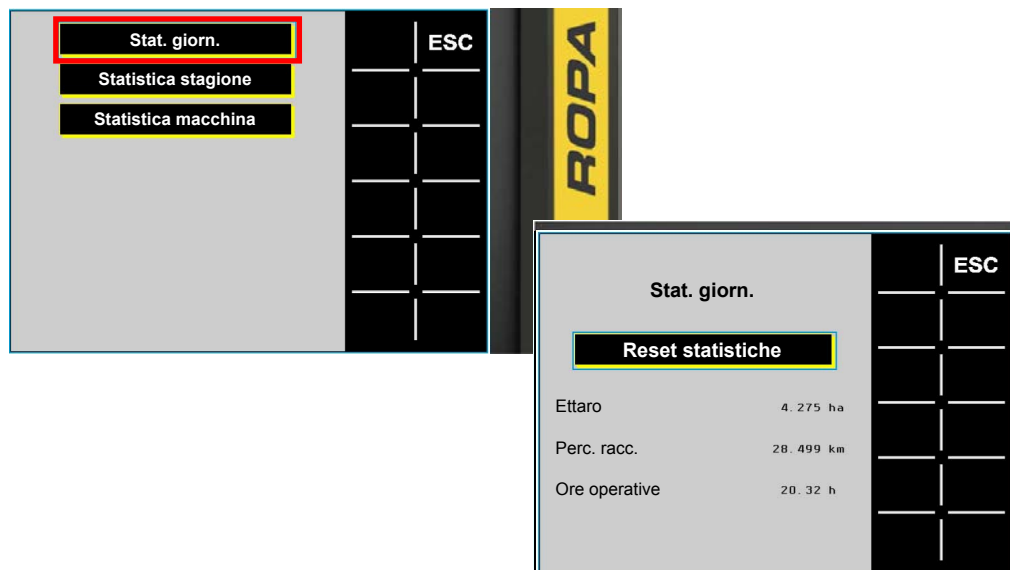 Stat. giorn.
ESC
Statistica stagione
Statistica macchina
ROPA
ESC
Stat. giorn.
Reset statistiche
Ettaro 4.275 ha
Perc. racc. 28.499 km
Ore operative 20.32 h